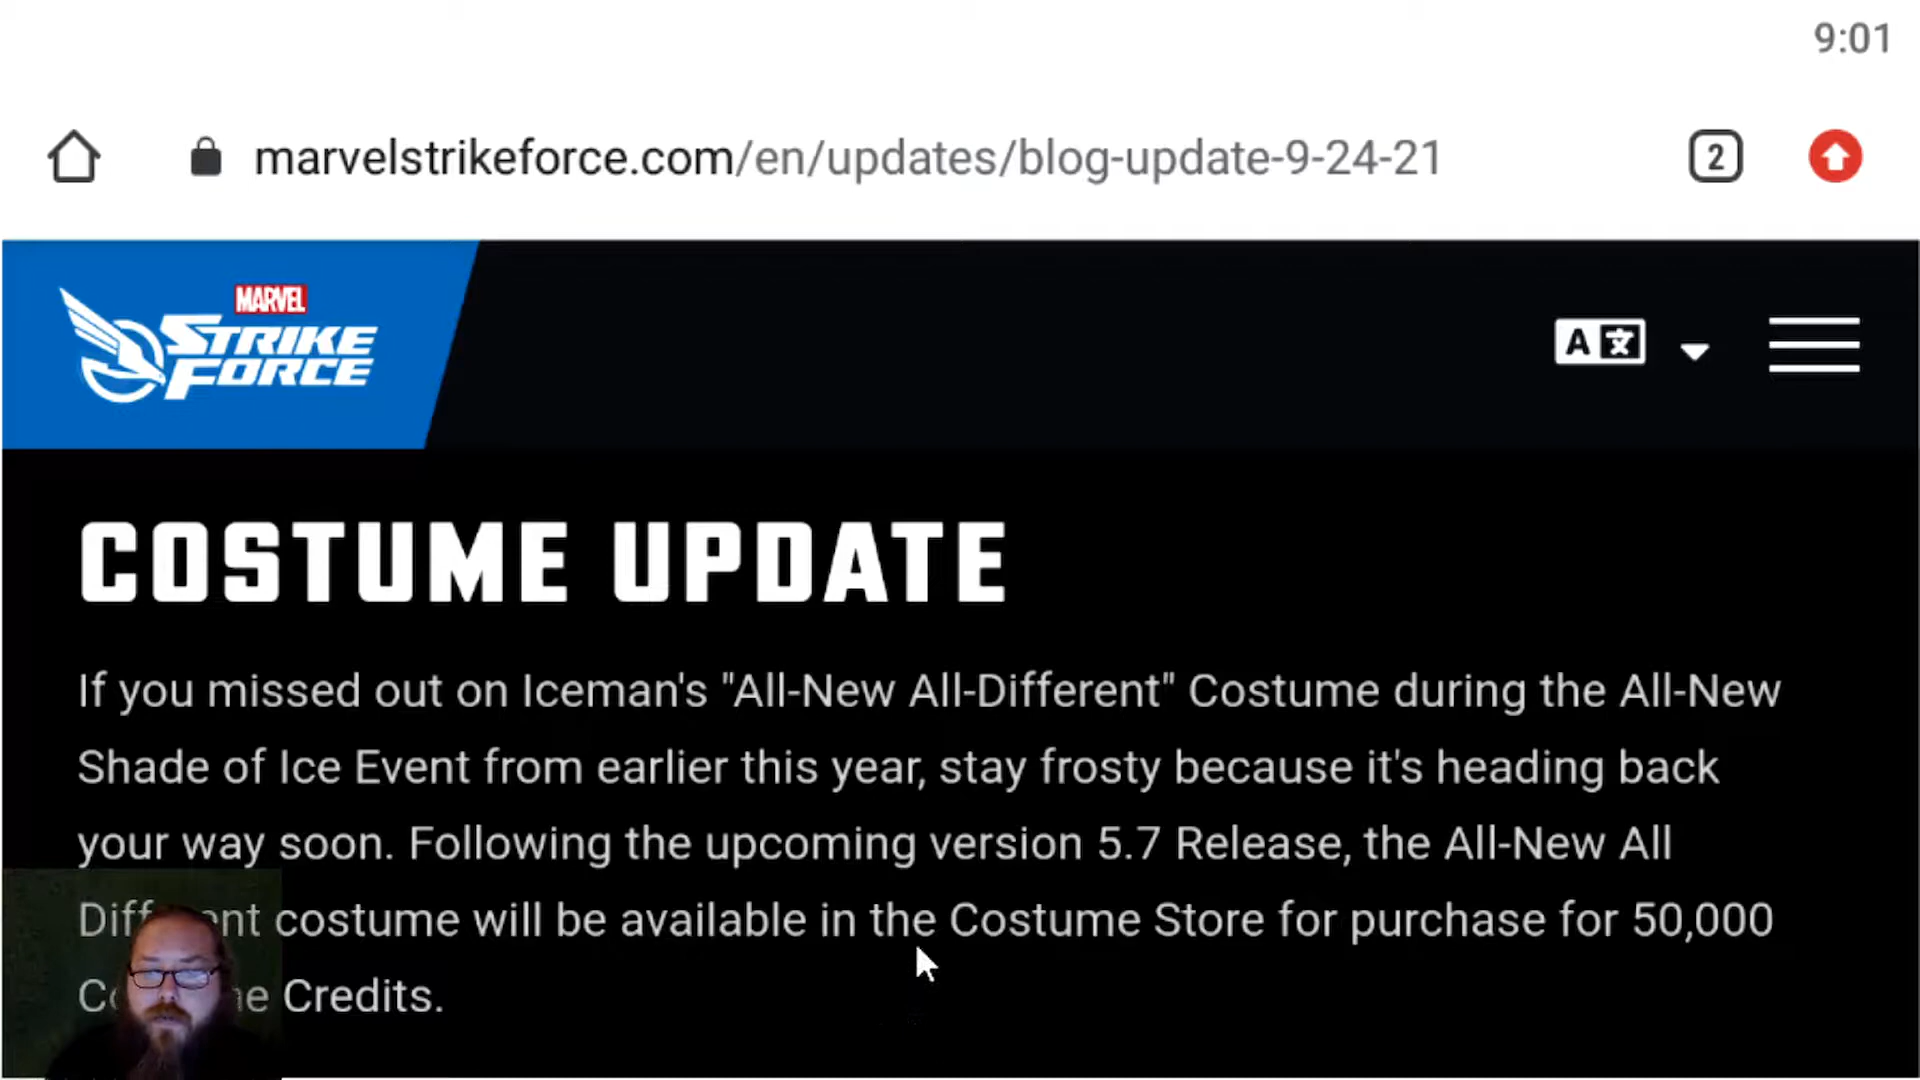 9:01
marvelstrikeforce.com/en/updates/blog-update-9-24-21
2
MARVEL
STRIKE
FORCE
A 文
COSTUME UPDATE
If you missed out on Iceman's "All-New All-Different" Costume during the All-New
Shade of Ice Event from earlier this year, stay frosty because it's heading back
your way soon. Following the upcoming version 5.7 Release, the All-New All
costume will be available in the Costume Store for purchase for 50,000
Credits.